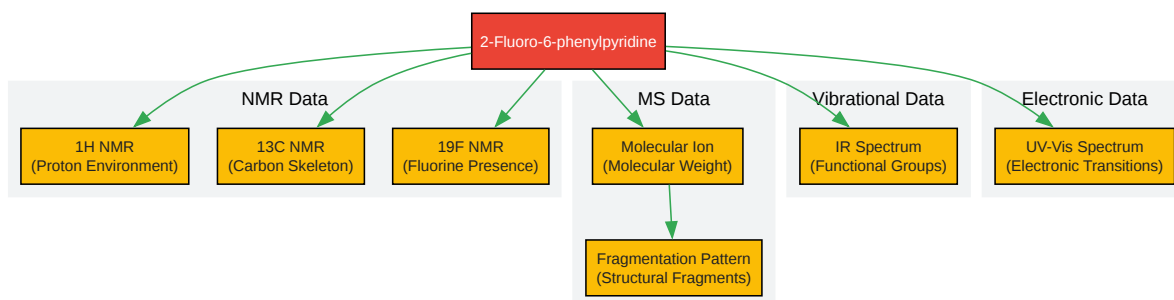 2-Fluoro-6-phenylpyridine
NMR Data
MS Data
Vibrational Data
Electronic Data
1H NMR
(Proton Environment)
13C NMR
(Carbon Skeleton)
19F NMR
(Fluorine Presence)
Molecular Ion
(Molecular Weight)
IR Spectrum
(Functional Groups)
UV-Vis Spectrum
(Electronic Transitions)
Fragmentation Pattern
(Structural Fragments)